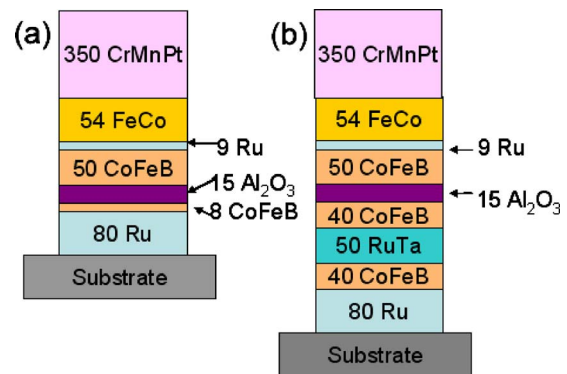 (a)
350 CrMnPt
54 FeCo
9 Ru
50 CoFeB
15 Al₂O₃
8 CoFeB
80 Ru
Substrate
(b)
350 CrMnPt
54 FeCo
9 Ru
50 CoFeB
15 Al₂O₃
40 CoFeB
50 RuTa
40 CoFeB
80 Ru
Substrate